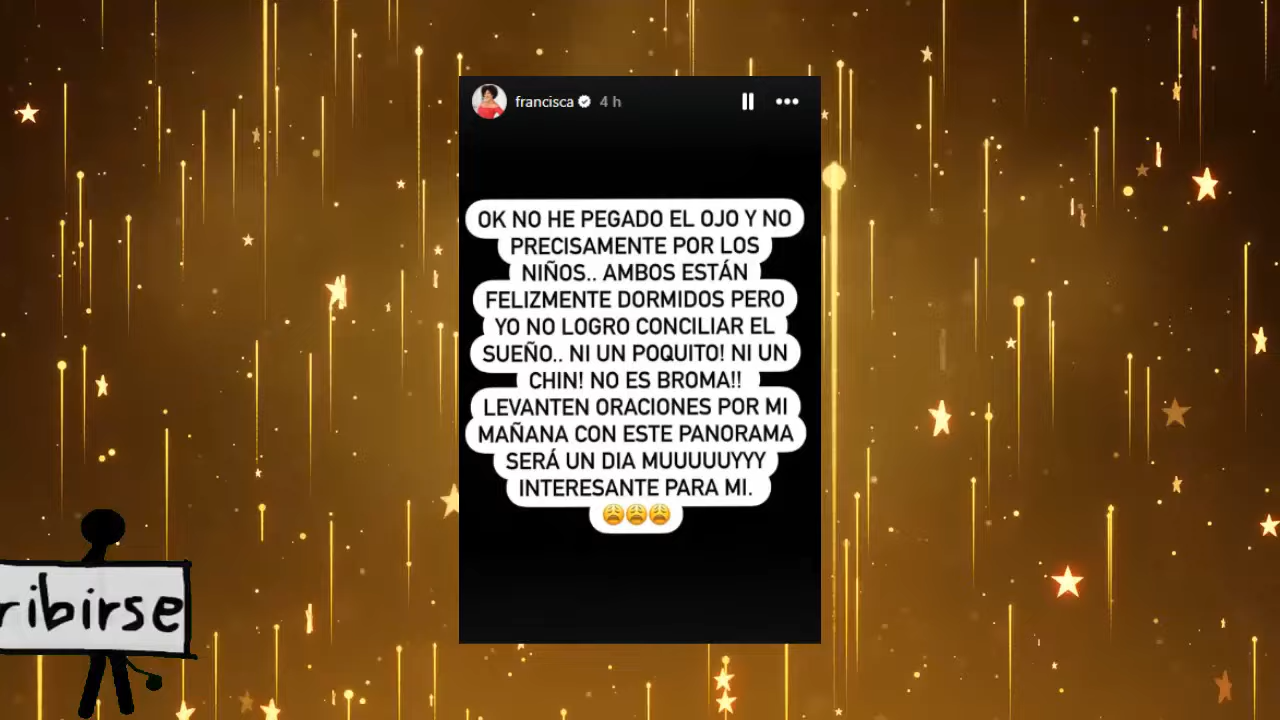 francisca 4 h
OK NO HE PEGADO EL OJO Y NO
PRECISAMENTE POR LOS
NIÑOS.. AMBOS ESTÁN
FELIZMENTE DORMIDOS PERO
YO NO LOGRO CONCILIAR EL
SUEÑO.. NI UN POQUITO! NI UN
CHIN! NO ES BROMA!!
LEVANTEN ORACIONES POR MI
MAÑANA CON ESTE PANORAMA
SERÁ UN DIA MUUUUUYYY
INTERESANTE PARA MI.
😩😩😩
ribirse